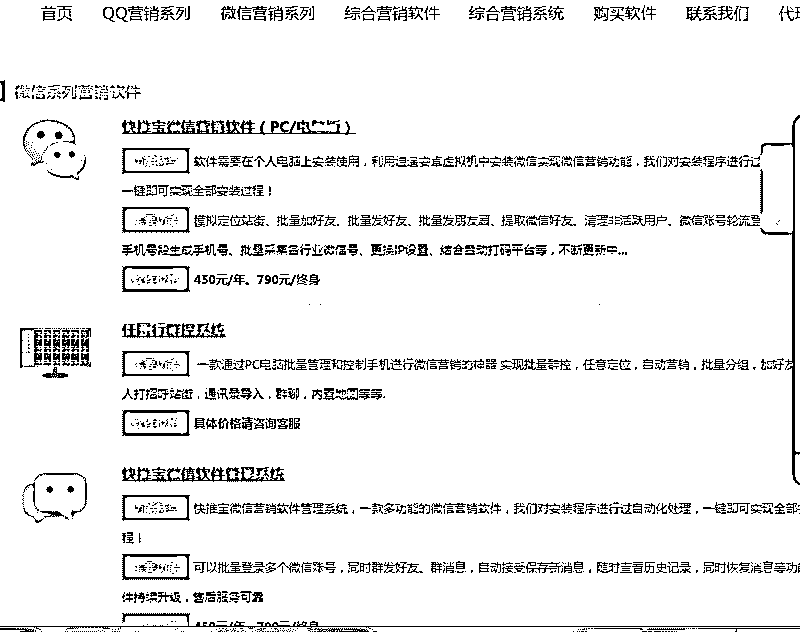 首页 QQ营销系列 微信营销系列 综合营销软件 综合营销系统 购买软件 联系我们
微信系列营销软件
快推宝微信营销软件（PC/电脑版）
软件需要在个人电脑上安装使用，利用逍遥安卓虚拟机中安装微信实现微信营销功能，我们对安装程序进行过
一键即可实现全部安装过程！
模拟定位站街、批量加好友、批量发好友、批量发朋友圈、提取微信好友、清理非活跃用户、微信账号轮流登
手机号段生成手机号、批量采集各行业微信号、更换IP设置、结合自动打码平台等，不断更新中...
450元/年、790元/终身
任我行群控系统
一款通过PC电脑批量管理和控制手机进行微信营销的神器 实现批量群控，任意定位，自动营销，批量分组，加好友
人打招呼站街，通讯录导入，群聊，内置地图等等.
具体价格请咨询客服
快推宝微信软件管理系统
快推宝微信营销软件管理系统，一款多功能的微信营销软件，我们对安装程序进行过自动化处理，一键即可实现全部
程！
可以批量登录多个微信账号，同时群发好友、群消息，自动接受保存新消息，随时查看历史记录，同时恢复消息等功
件持续升级，售后服务可靠
450元/年、790元/终身